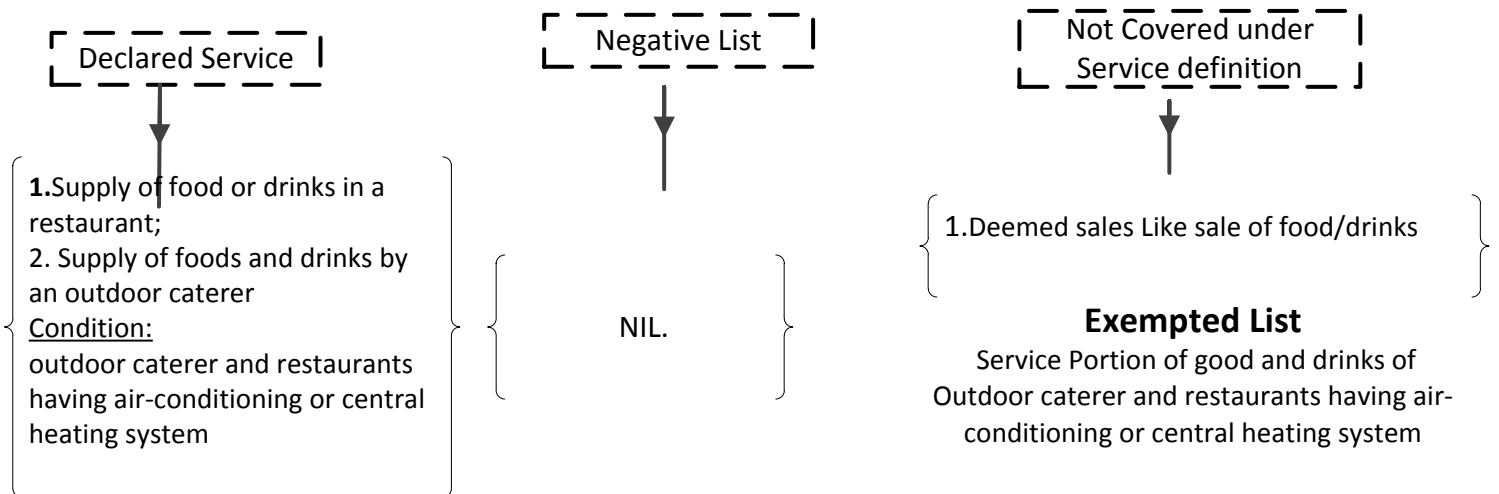 Declared Service
1.Supply of food or drinks in a
restaurant;
2. Supply of foods and drinks by
an outdoor caterer
Condition:
outdoor caterer and restaurants
having air-conditioning or central
heating system
Negative List
NIL.
Not Covered under
Service definition
1.Deemed sales Like sale of food/drinks
Exempted List
Service Portion of good and drinks of
Outdoor caterer and restaurants having air-
conditioning or central heating system